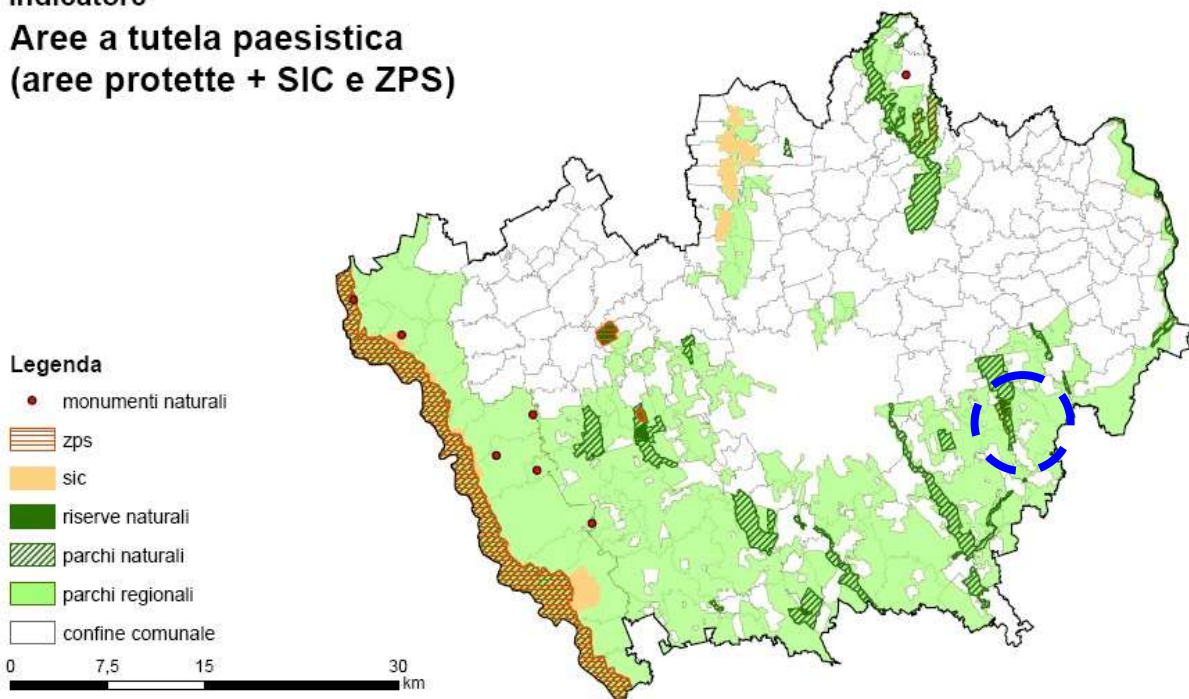 Indicatore
Aree a tutela paesistica
(aree protette + SIC e ZPS)
Legenda
monumenti naturali
zps
sic
riserve naturali
parchi naturali
parchi regionali
confine comunale
0 7,5 15 30
km